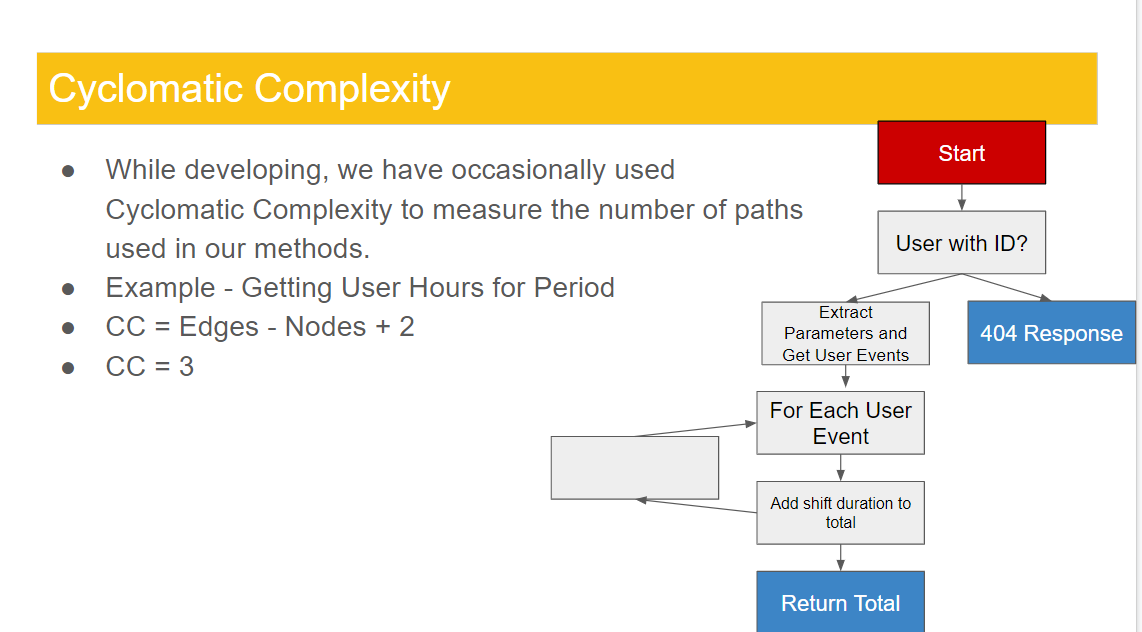 Cyclomatic Complexity
● While developing, we have occasionally used
Cyclomatic Complexity to measure the number of paths
used in our methods.
● Example - Getting User Hours for Period
● CC = Edges - Nodes + 2
● CC = 3
Start
User with ID?
Extract
Parameters and
Get User Events
404 Response
For Each User
Event
Add shift duration to
total
Return Total